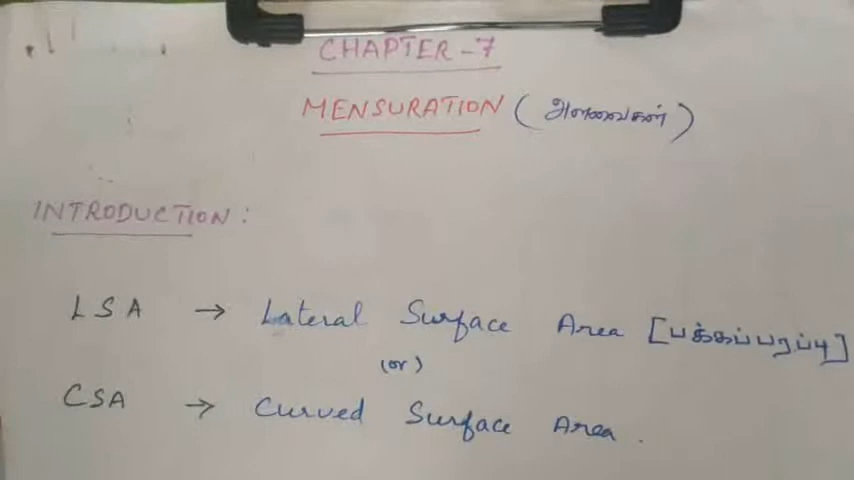 CHAPTER-7
MENSURATION (அளவைகள்)
INTRODUCTION:
LSA → Lateral Surface Area [பக்கப்பரப்பு]
(or)
CSA → Curved Surface Area.